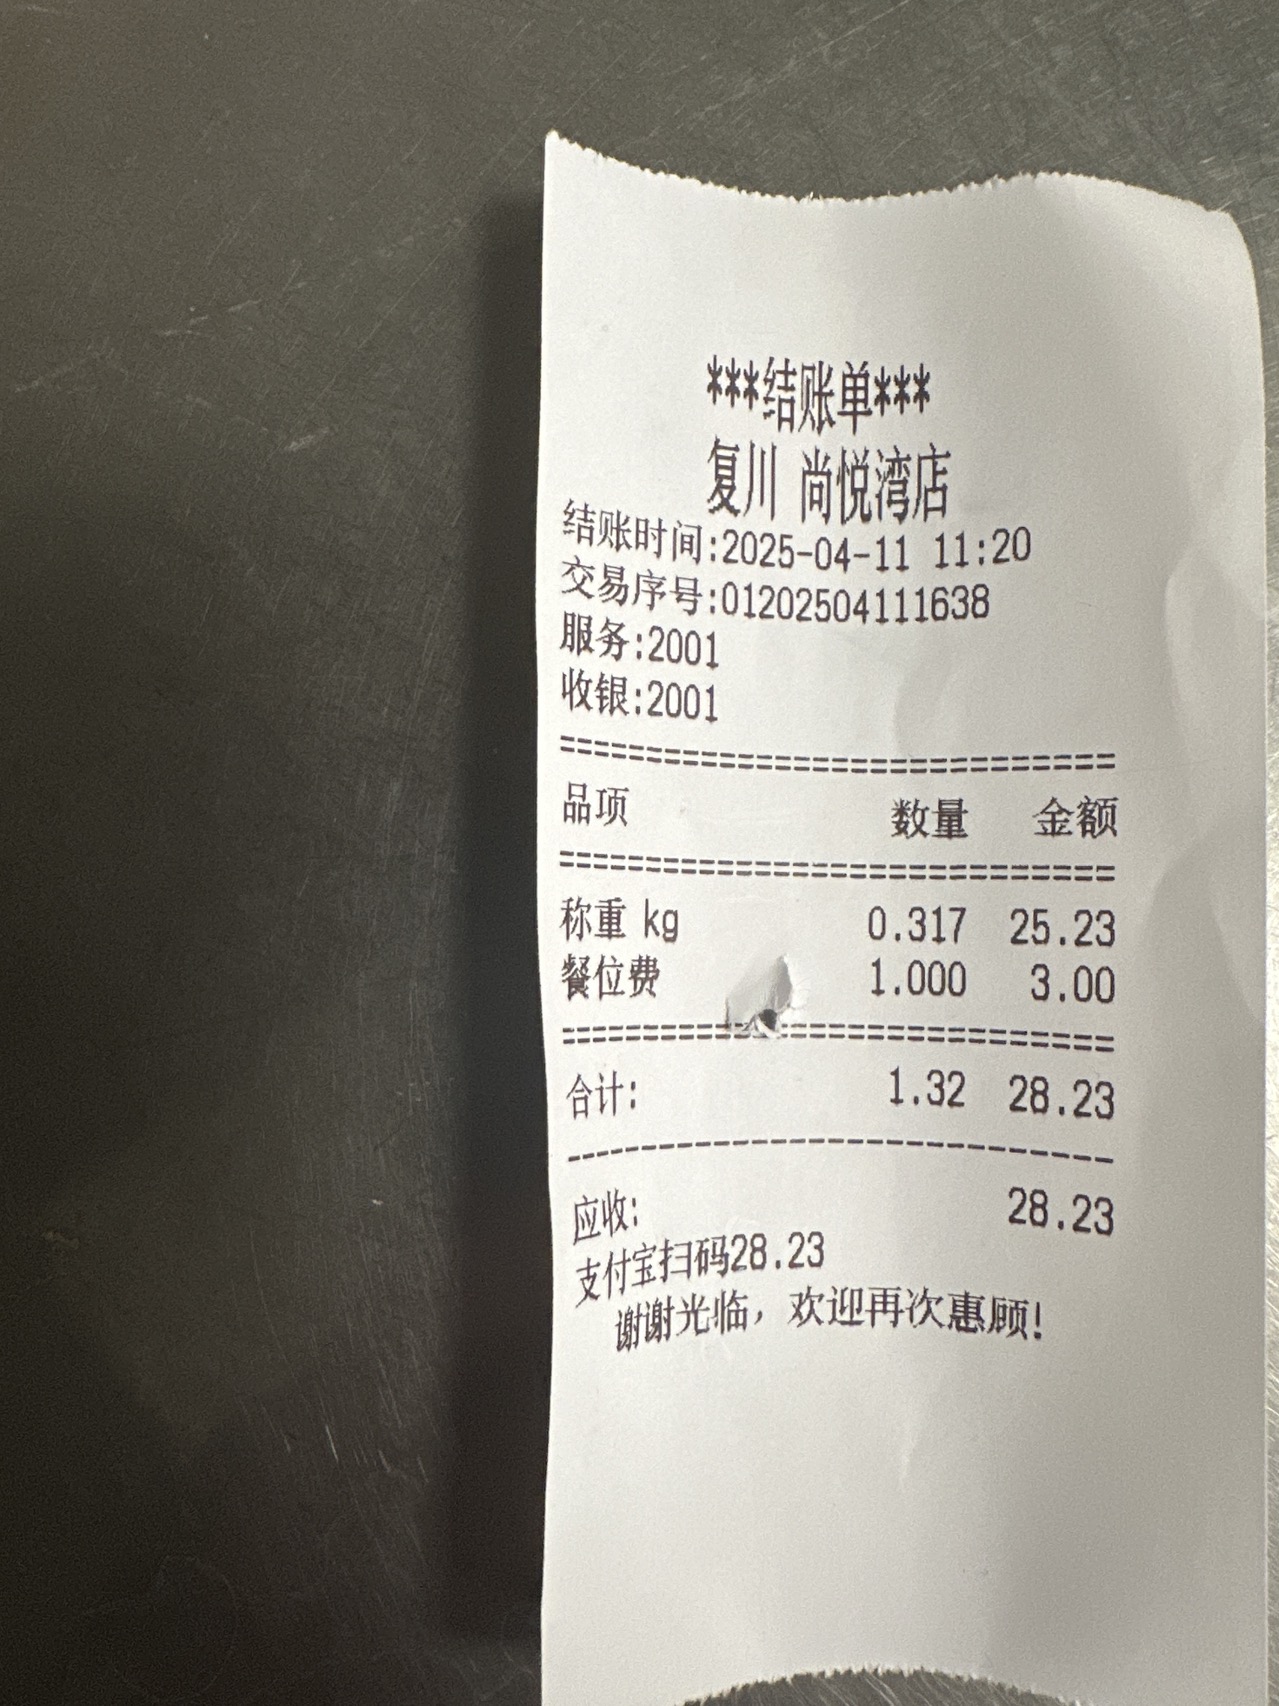 ***结账单***
复川 尚悦湾店
结账时间:2025-04-11 11:20
交易序号:01202504111638
服务:2001
收银:2001
==============================
品项 数量 金额
==============================
称重 kg 0.317 25.23
餐位费 1.000 3.00
==============================
合计: 1.32 28.23
------------------------------
应收: 28.23
支付宝扫码28.23
谢谢光临，欢迎再次惠顾!